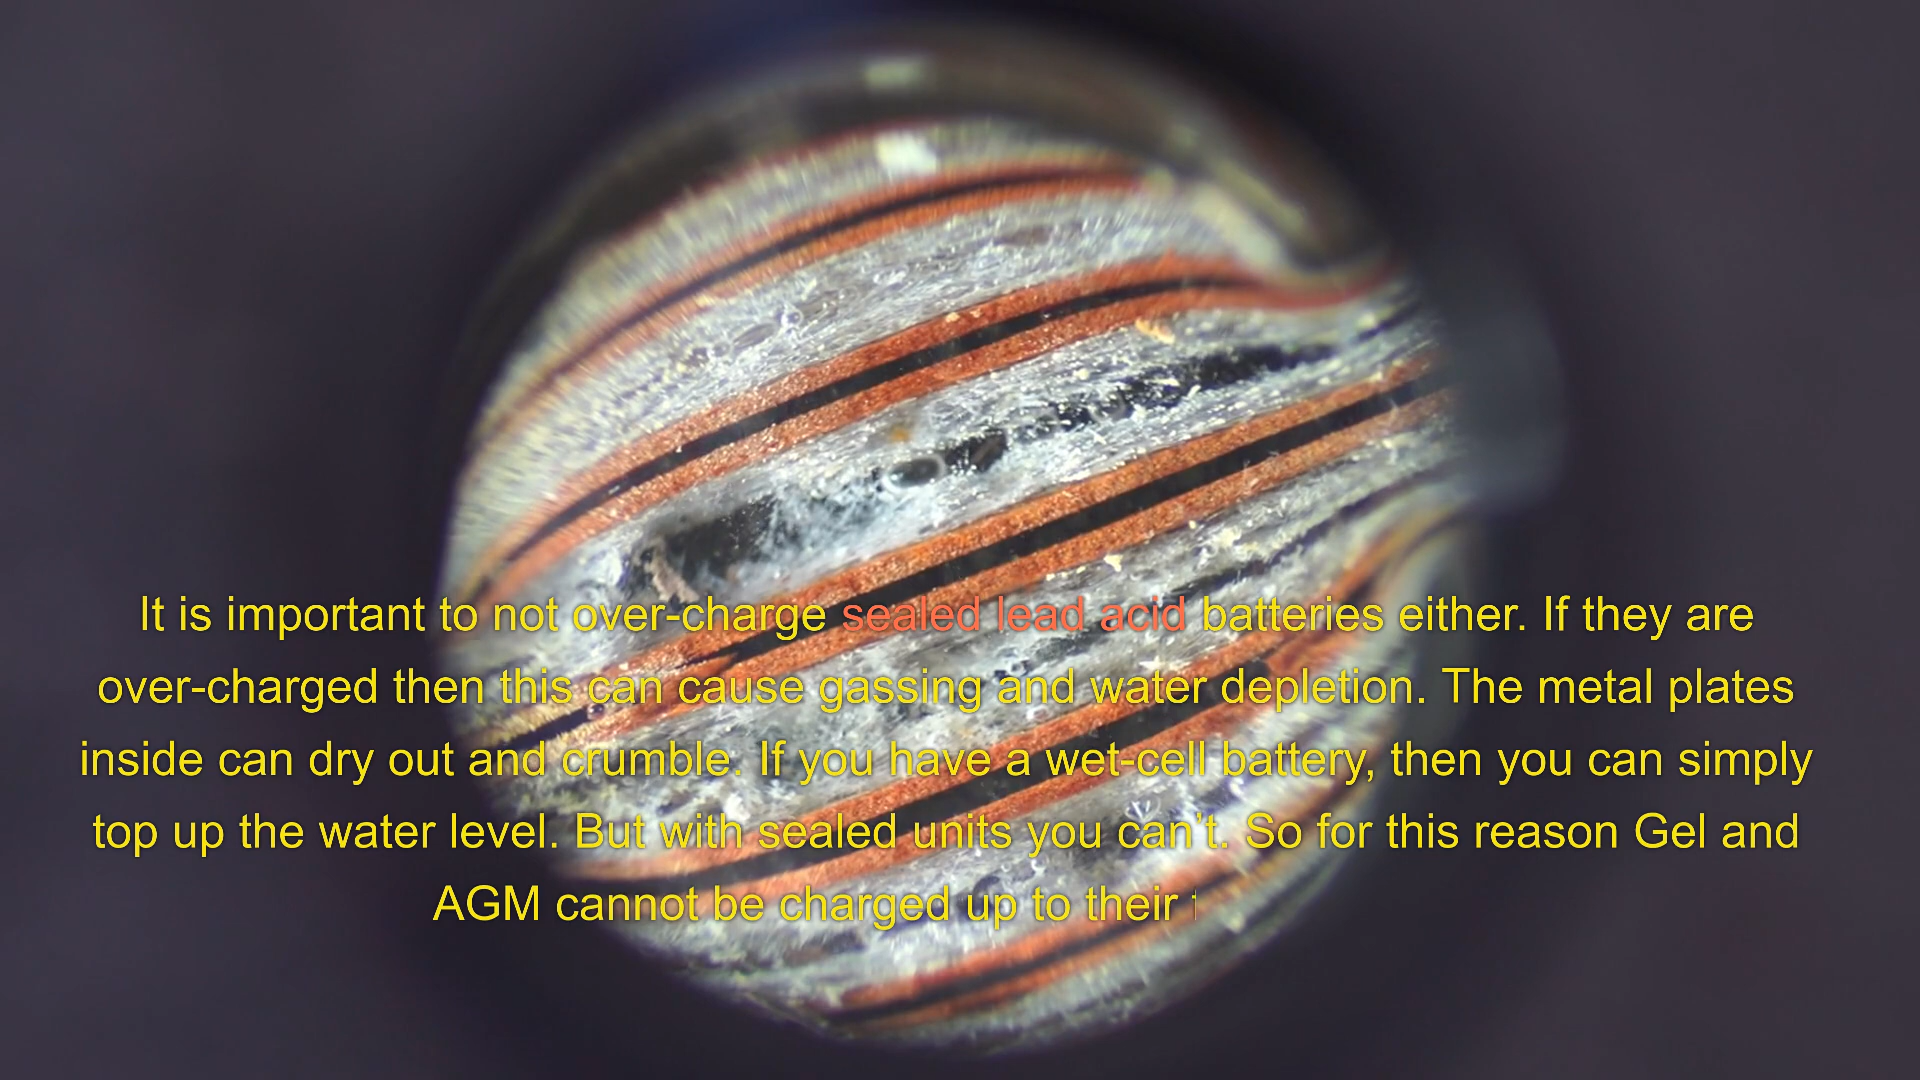 It is important to not over-charge sealed lead acid batteries either. If they are
over-charged then this can cause gassing and water depletion. The metal plates
inside can dry out and crumble. If you have a wet-cell battery, then you can simply
top up the water level. But with sealed units you can't. So for this reason Gel and
AGM cannot be charged up to their